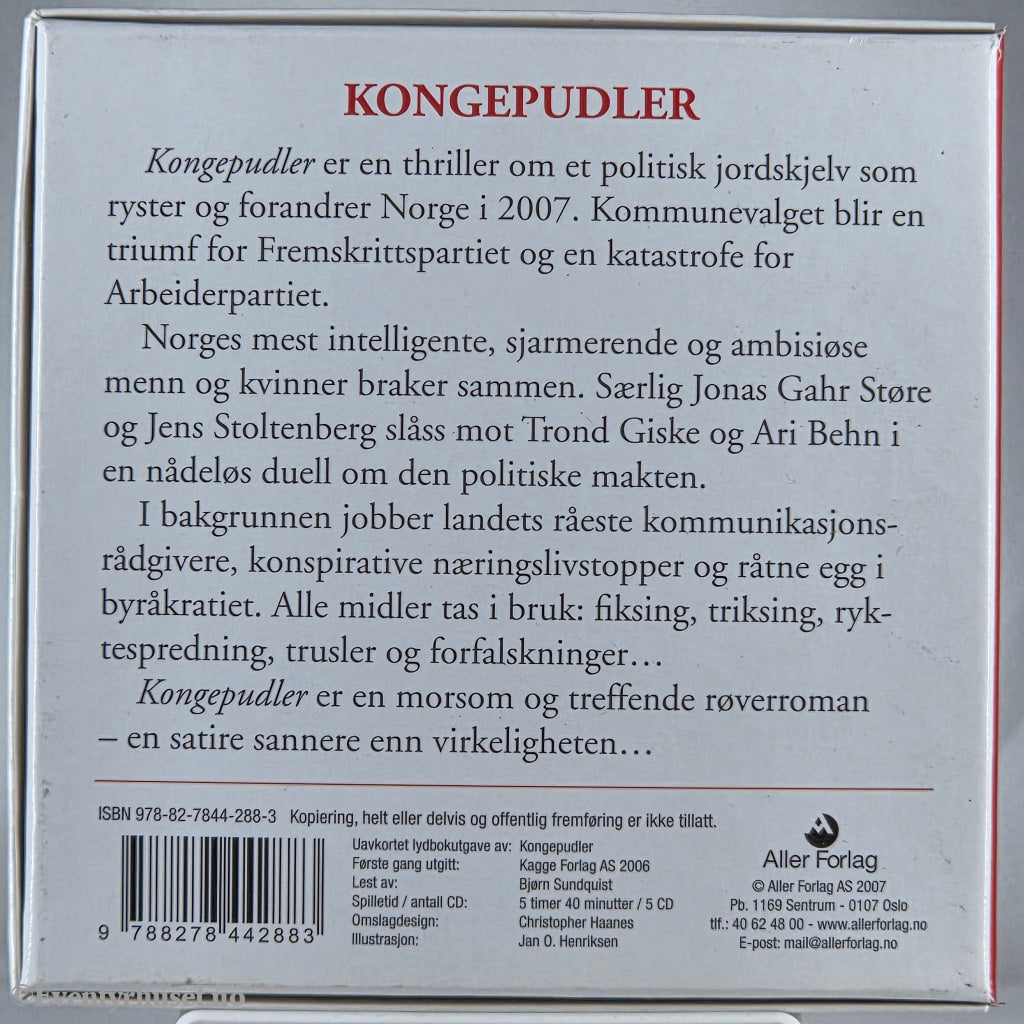 KONGEPUDLER
Kongepudler er en thriller om et politisk jordskjelv som
ryster og forandrer Norge i 2007. Kommunevalget blir en
triumf for Fremskrittspartiet og en katastrofe for
Arbeiderpartiet.
Norges mest intelligente, sjarmerende og ambisiøse
menn og kvinner braker sammen. Særlig Jonas Gahr Støre
og Jens Stoltenberg slåss mot Trond Giske og Ari Behn i
en nådeløs duell om den politiske makten.
I bakgrunnen jobber landets råeste kommunikasjons-
rådgivere, konspirative næringslivstopper og råtne egg i
byråkratiet. Alle midler tas i bruk: fiksing, triksing, ryk-
tespredning, trusler og forfalskninger...
Kongepudler er en morsom og treffende røverroman
– en satire sannere enn virkeligheten...
ISBN 978-82-7844-288-3 Kopiering, helt eller delvis og offentlig fremføring er ikke tillatt.
Uavkortet lydbokutgave av: Kongepudler
Første gang utgitt: Kagge Forlag AS 2006
Lest av: Bjørn Sundquist
Spilletid / antall CD: 5 timer 40 minutter / 5 CD
Omslagdesign: Christopher Haanes
Illustrasjon: Jan O. Henriksen
9 788278 442883
Aller Forlag
© Aller Forlag AS 2007
Pb. 1169 Sentrum - 0107 Oslo
tlf.: 40 62 48 00 - www.allerforlag.no
E-post: mail@allerforlag.no
© Eventyrhuset.no